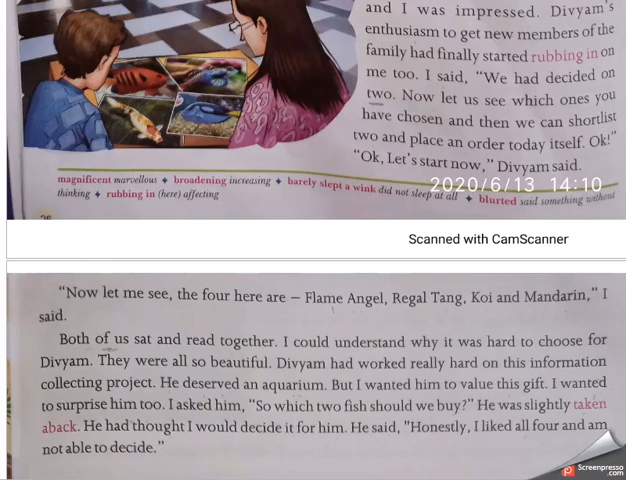 and I was impressed. Divyam's
enthusiasm to get new members of the
family had finally started rubbing in on
me too. I said, "We had decided on
two. Now let us see which ones you
have chosen and then we can shortlist
two and place an order today itself. Ok!"
"Ok, Let's start now," Divyam said.
magnificent marvellous ✦ broadening increasing ✦ barely slept a wink did not sleep at all ✦ blurted said something without
thinking ✦ rubbing in (here) affecting
2020/6/13 14:10
Scanned with CamScanner
"Now let me see, the four here are – Flame Angel, Regal Tang, Koi and Mandarin," I
said.
Both of us sat and read together. I could understand why it was hard to choose for
Divyam. They were all so beautiful. Divyam had worked really hard on this information
collecting project. He deserved an aquarium. But I wanted him to value this gift. I wanted
to surprise him too. I asked him, "So which two fish should we buy?" He was slightly taken
aback. He had thought I would decide it for him. He said, "Honestly, I liked all four and am
not able to decide."
Screenpresso
.com